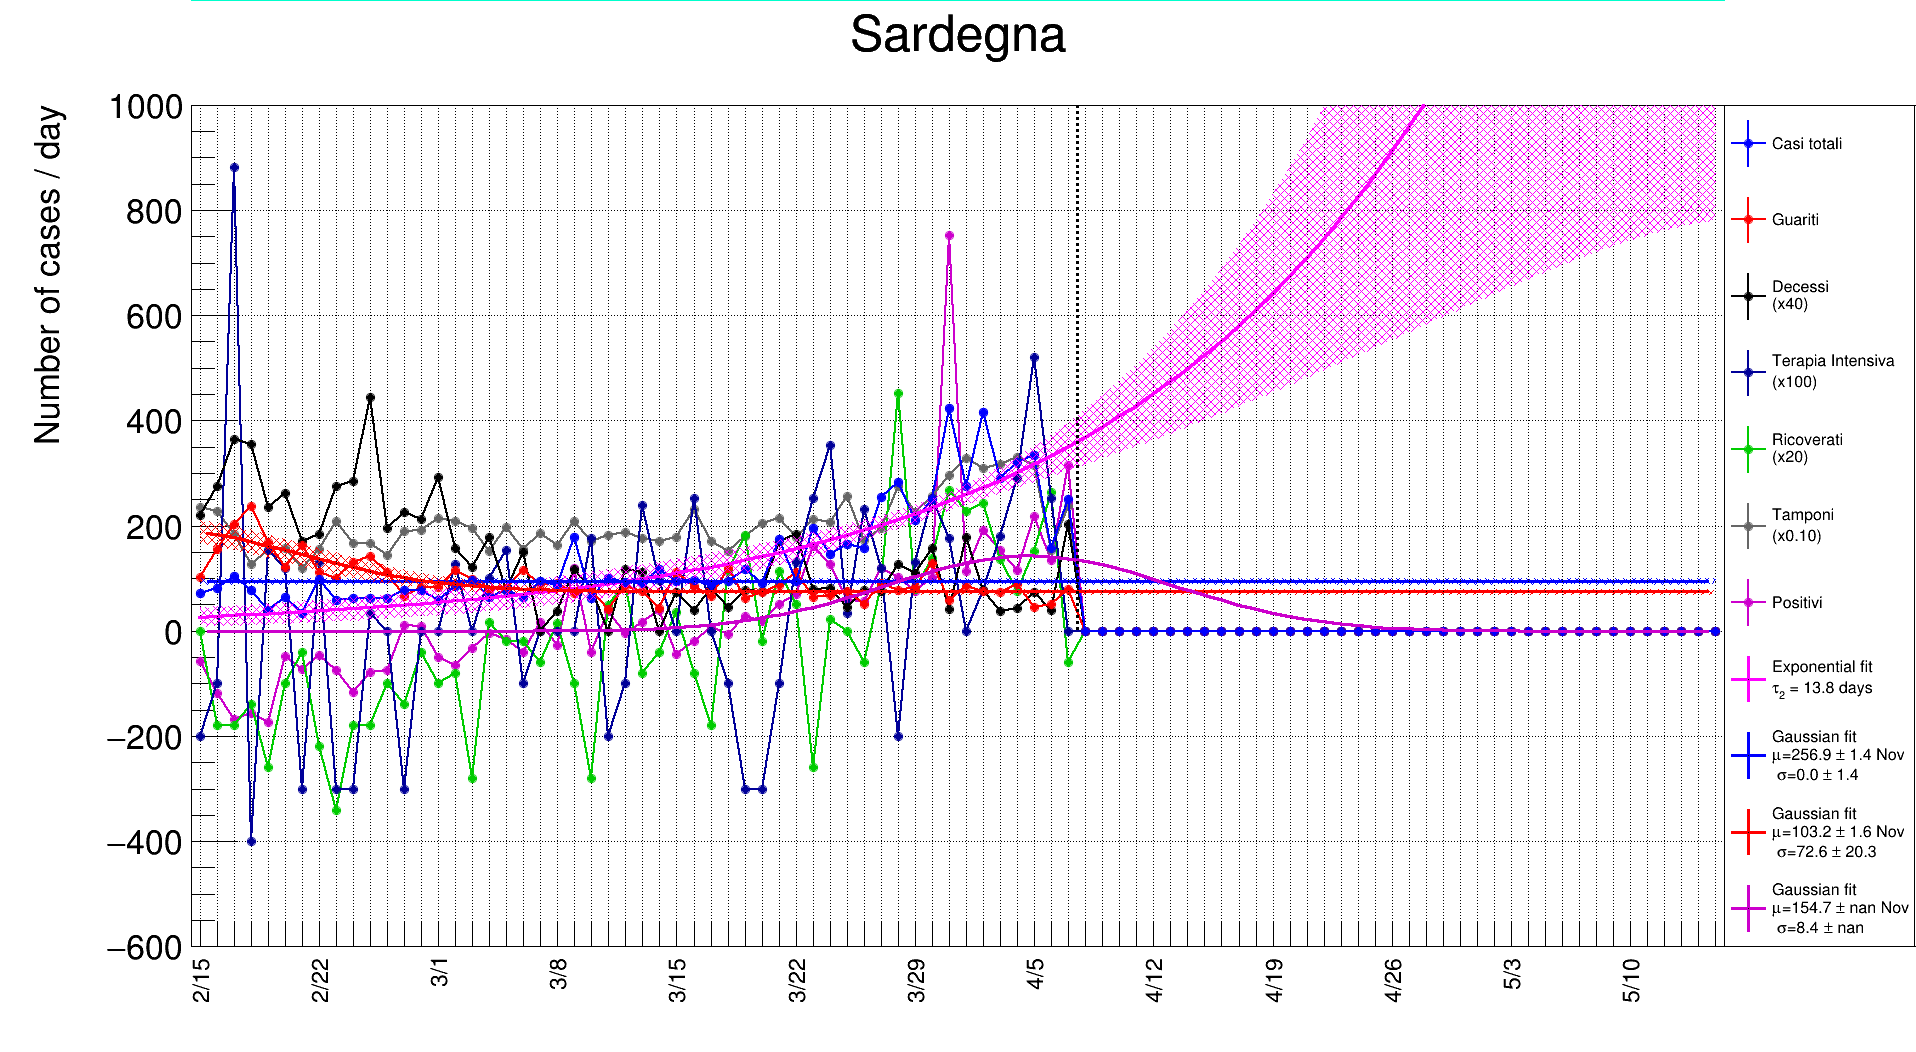 Sardegna
Number of cases / day
1000
800
600
400
200
0
−200
−400
−600
2/15
2/22
3/1
3/8
3/15
3/22
3/29
4/5
4/12
4/19
4/26
5/3
5/10
Casi totali
Guariti
Decessi
(x40)
Terapia Intensiva
(x100)
Ricoverati
(x20)
Tamponi
(x0.10)
Positivi
Exponential fit
τ2 = 13.8 days
Gaussian fit
μ=256.9 ± 1.4 Nov
σ=0.0 ± 1.4
Gaussian fit
μ=103.2 ± 1.6 Nov
σ=72.6 ± 20.3
Gaussian fit
μ=154.7 ± nan Nov
σ=8.4 ± nan